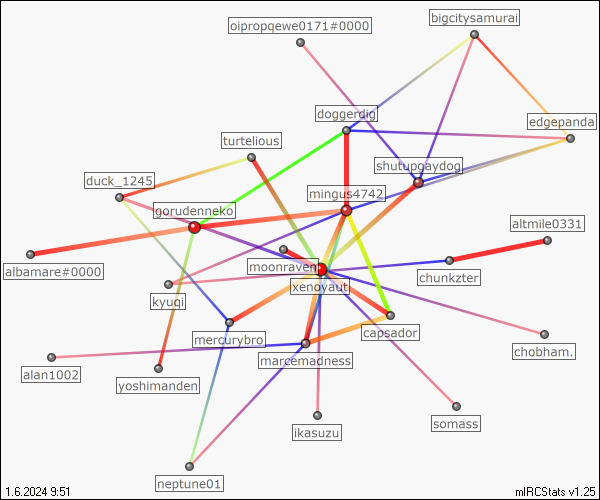 bigcitysamurai
oipropqewe0171#0000
doggerdig
edgepanda
turtelious
shutupgaydog
duck_1245
mingus4742
gorudenneko
altmile0331
moonraven
albamare#0000
chunkzter
xenoyaut
kyuqi
capsador
mercurybro
chobham.
marcemadness
alan1002
yoshimanden
somass
ikasuzu
neptune01
1.6.2024 9:51
mIRCStats v1.25